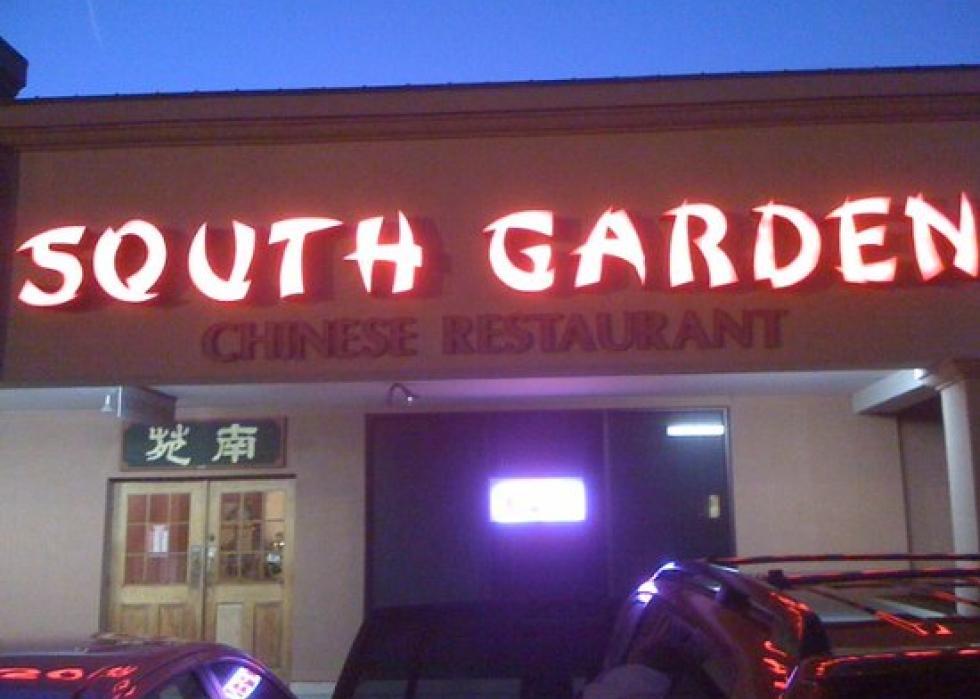 SOUTH GARDEN
CHINESE RESTAURANT
南苑